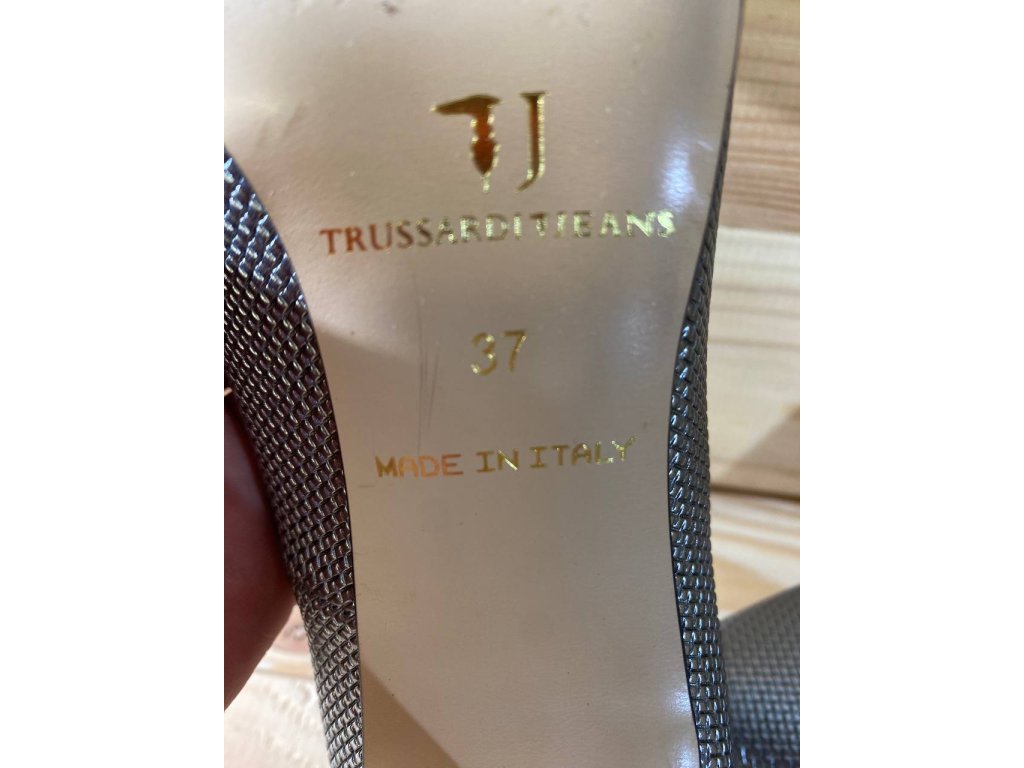 TJ
TRUSSARDI JEANS
37
MADE IN ITALY